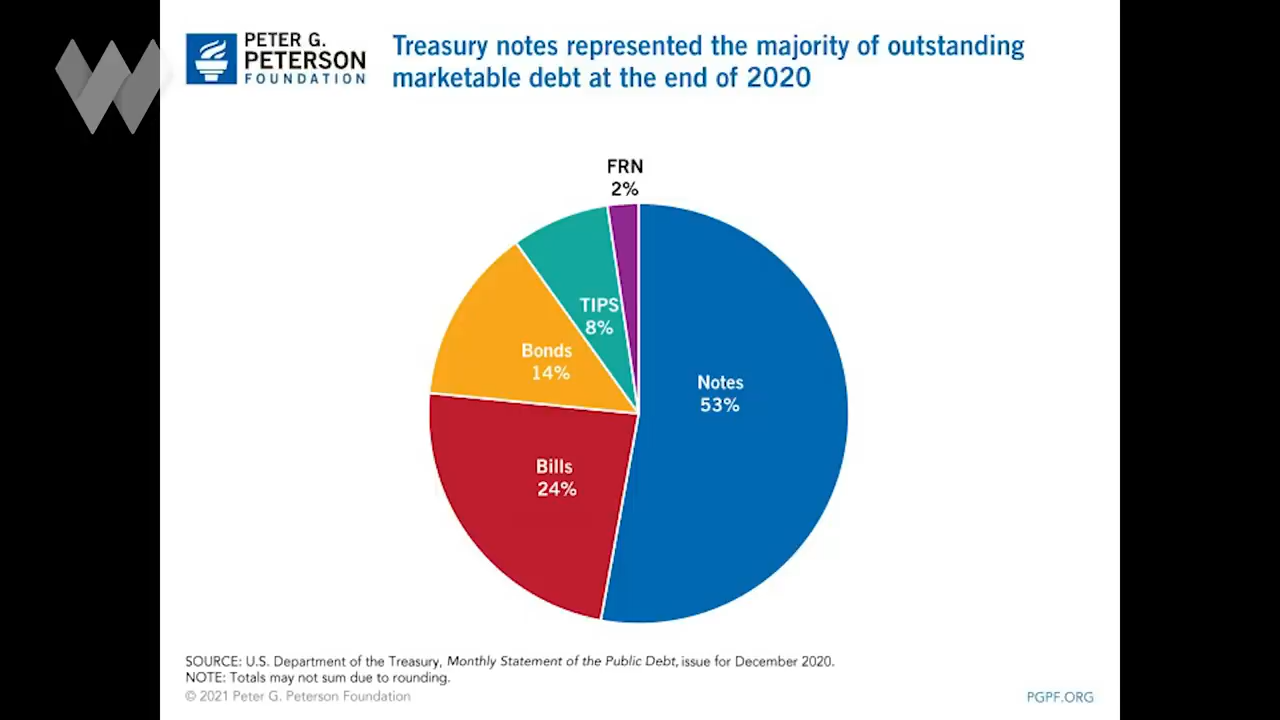 W
PETER G.
PETERSON
FOUNDATION
Treasury notes represented the majority of outstanding
marketable debt at the end of 2020
FRN
2%
TIPS
8%
Bonds
14%
Notes
53%
Bills
24%
SOURCE: U.S. Department of the Treasury, Monthly Statement of the Public Debt, issue for December 2020.
NOTE: Totals may not sum due to rounding.
© 2021 Peter G. Peterson Foundation
PGPF.ORG